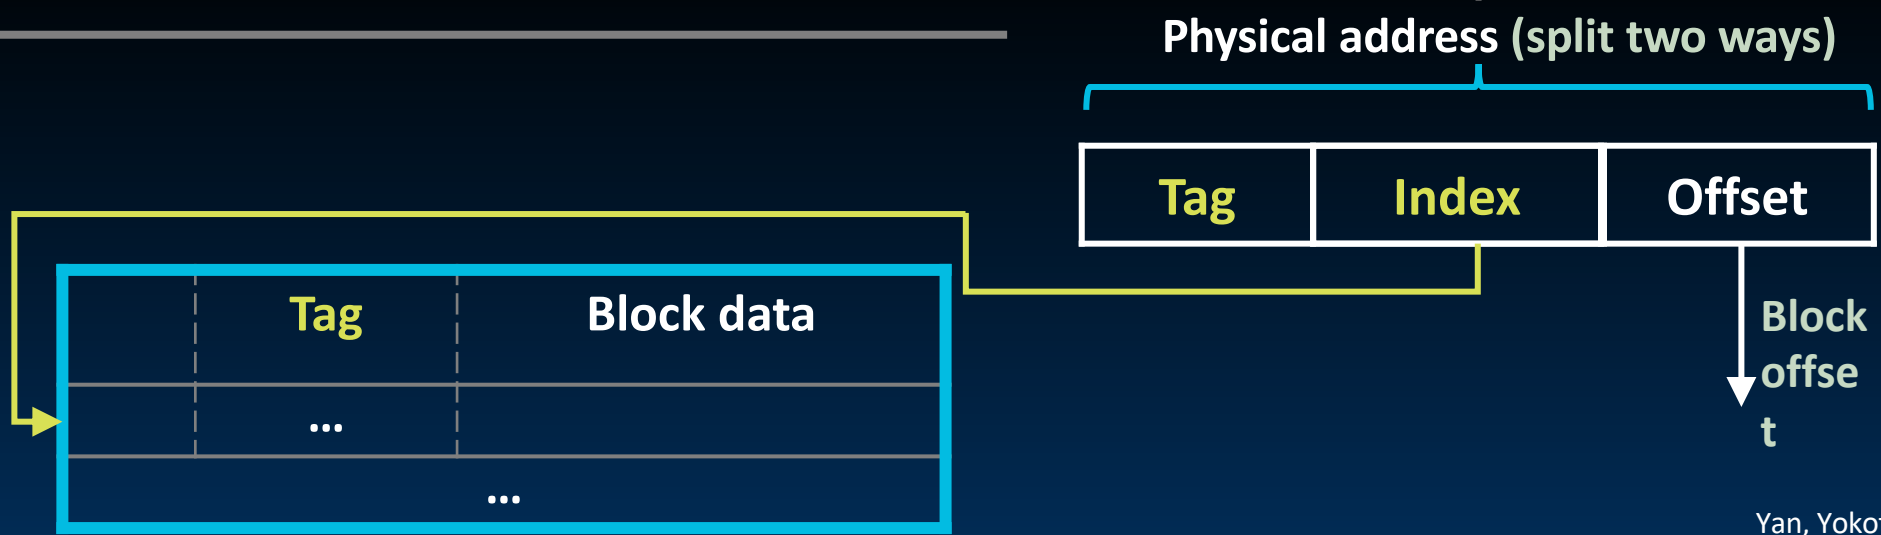 Physical address (split two ways)
Tag Index Offset
Tag Block data
Block
offse
t
...
...
Yan, Yoko